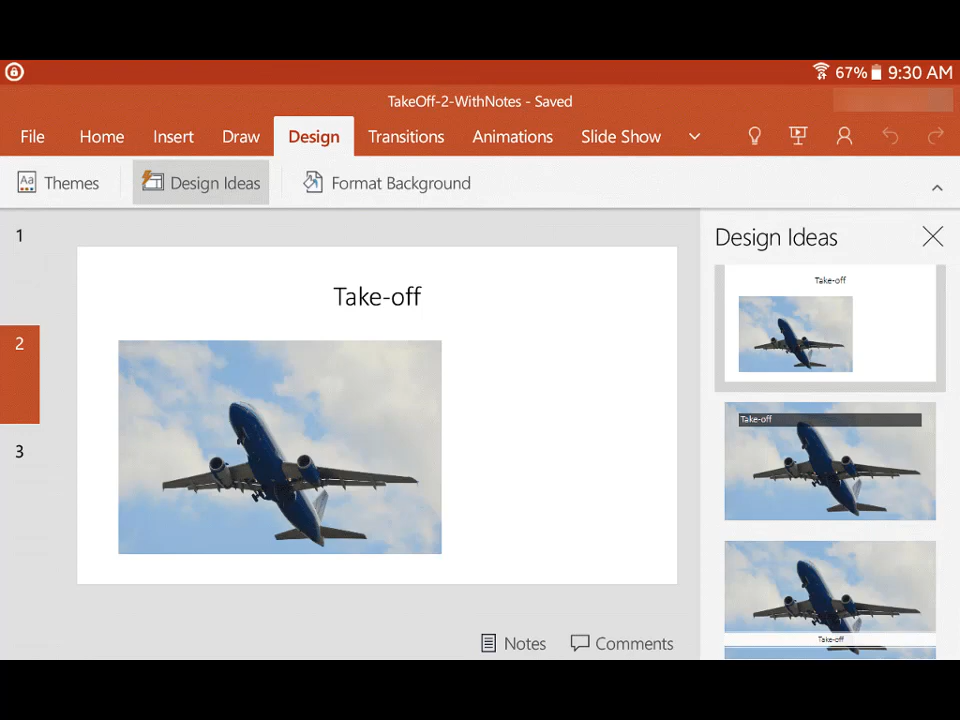 67% 9:30 AM
TakeOff-2-WithNotes - Saved
File Home Insert Draw Design Transitions Animations Slide Show
Aa Themes Design Ideas Format Background
1
2
3
Take-off
Notes Comments
Design Ideas
Take-off
Take-off
Take-off